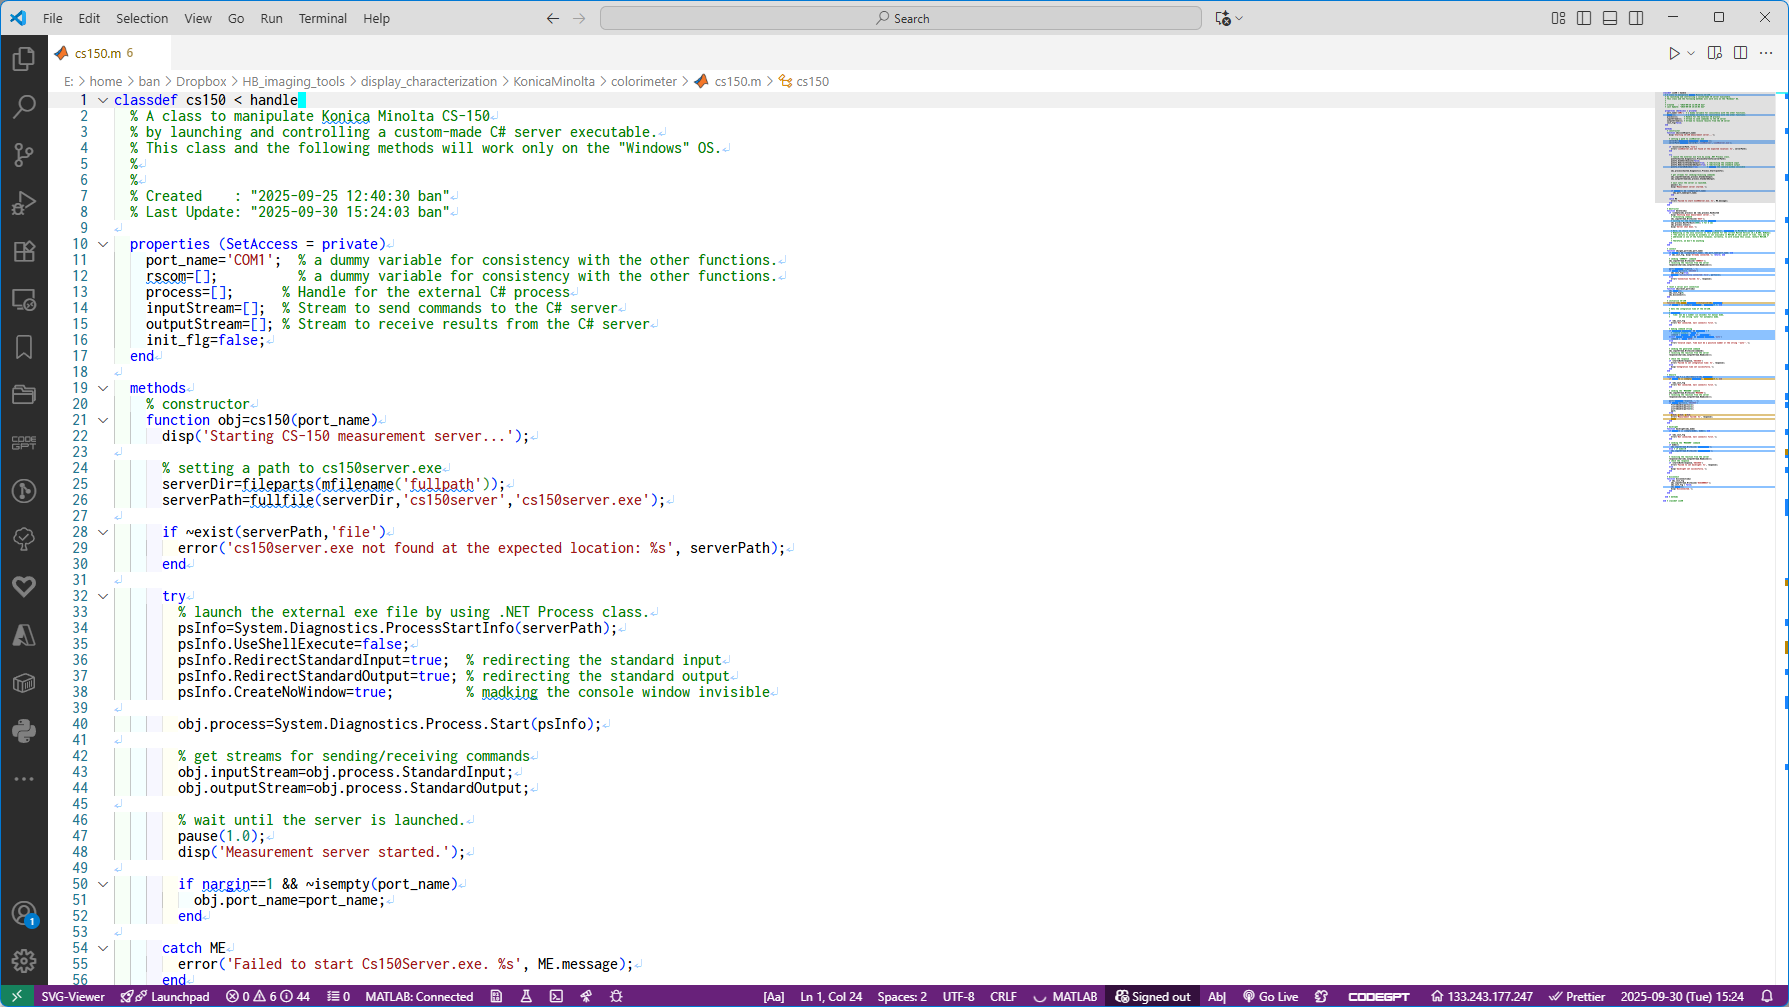 File Edit Selection View Go Run Terminal Help
Search
cs150.m 6
E: > home > ban > Dropbox > HB_imaging_tools > display_characterization > KonicaMinolta > colorimeter > cs150.m > cs150
1 classdef cs150 < handle
2 % A class to manipulate Konica Minolta CS-150
3 % by launching and controlling a custom-made C# server executable.
4 % This class and the following methods will work only on the "Windows" OS.
5 %
6 %
7 % Created    : "2025-09-25 12:40:30 ban"
8 % Last Update: "2025-09-30 15:24:03 ban"
9
10 properties (SetAccess = private)
11 port_name='COM1';  % a dummy variable for consistency with the other functions.
12 rscom=[];          % a dummy variable for consistency with the other functions.
13 process=[];      % Handle for the external C# process
14 inputStream=[];  % Stream to send commands to the C# server
15 outputStream=[]; % Stream to receive results from the C# server
16 init_flg=false;
17 end
18
19 methods
20 % constructor
21 function obj=cs150(port_name)
22 disp('Starting CS-150 measurement server...');
23
24 % setting a path to cs150server.exe
25 serverDir=fileparts(mfilename('fullpath'));
26 serverPath=fullfile(serverDir,'cs150server','cs150server.exe');
27
28 if ~exist(serverPath,'file')
29 error('cs150server.exe not found at the expected location: %s', serverPath);
30 end
31
32 try
33 % launch the external exe file by using .NET Process class.
34 psInfo=System.Diagnostics.ProcessStartInfo(serverPath);
35 psInfo.UseShellExecute=false;
36 psInfo.RedirectStandardInput=true;  % redirecting the standard input
37 psInfo.RedirectStandardOutput=true; % redirecting the standard output
38 psInfo.CreateNoWindow=true;         % madking the console window invisible
39
40 obj.process=System.Diagnostics.Process.Start(psInfo);
41
42 % get streams for sending/receiving commands
43 obj.inputStream=obj.process.StandardInput;
44 obj.outputStream=obj.process.StandardOutput;
45
46 % wait until the server is launched.
47 pause(1.0);
48 disp('Measurement server started.');
49
50 if nargin==1 && ~isempty(port_name)
51 obj.port_name=port_name;
52 end
53
54 catch ME
55 error('Failed to start Cs150Server.exe. %s', ME.message);
56 end
CODE GPT
1
SVG-Viewer Launchpad 0 6 44 0 MATLAB: Connected [Aa] Ln 1, Col 24 Spaces: 2 UTF-8 CRLF MATLAB Signed out Ab| Go Live CODEGPT 133.243.177.247 Prettier 2025-09-30 (Tue) 15:24